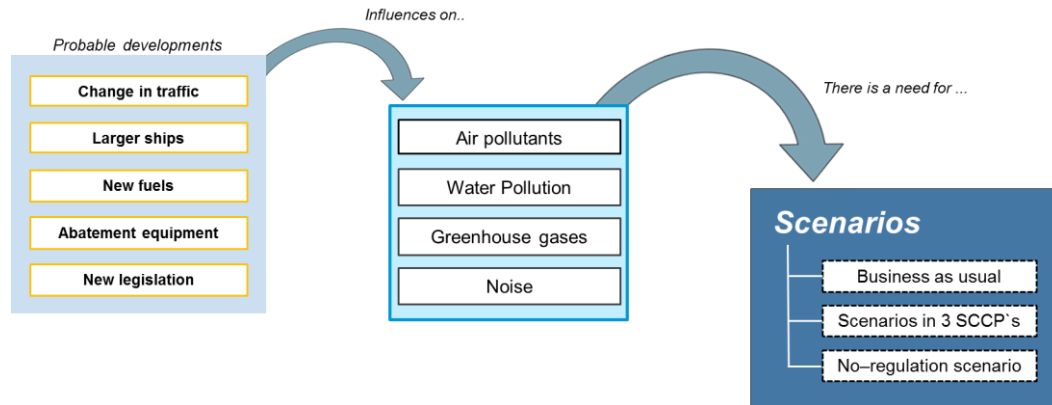 Influences on..
Probable developments
Change in traffic
Larger ships
New fuels
Abatement equipment
New legislation
Air pollutants
Water Pollution
Greenhouse gases
Noise
There is a need for ...
Scenarios
Business as usual
Scenarios in 3 SCCP`s
No–regulation scenario